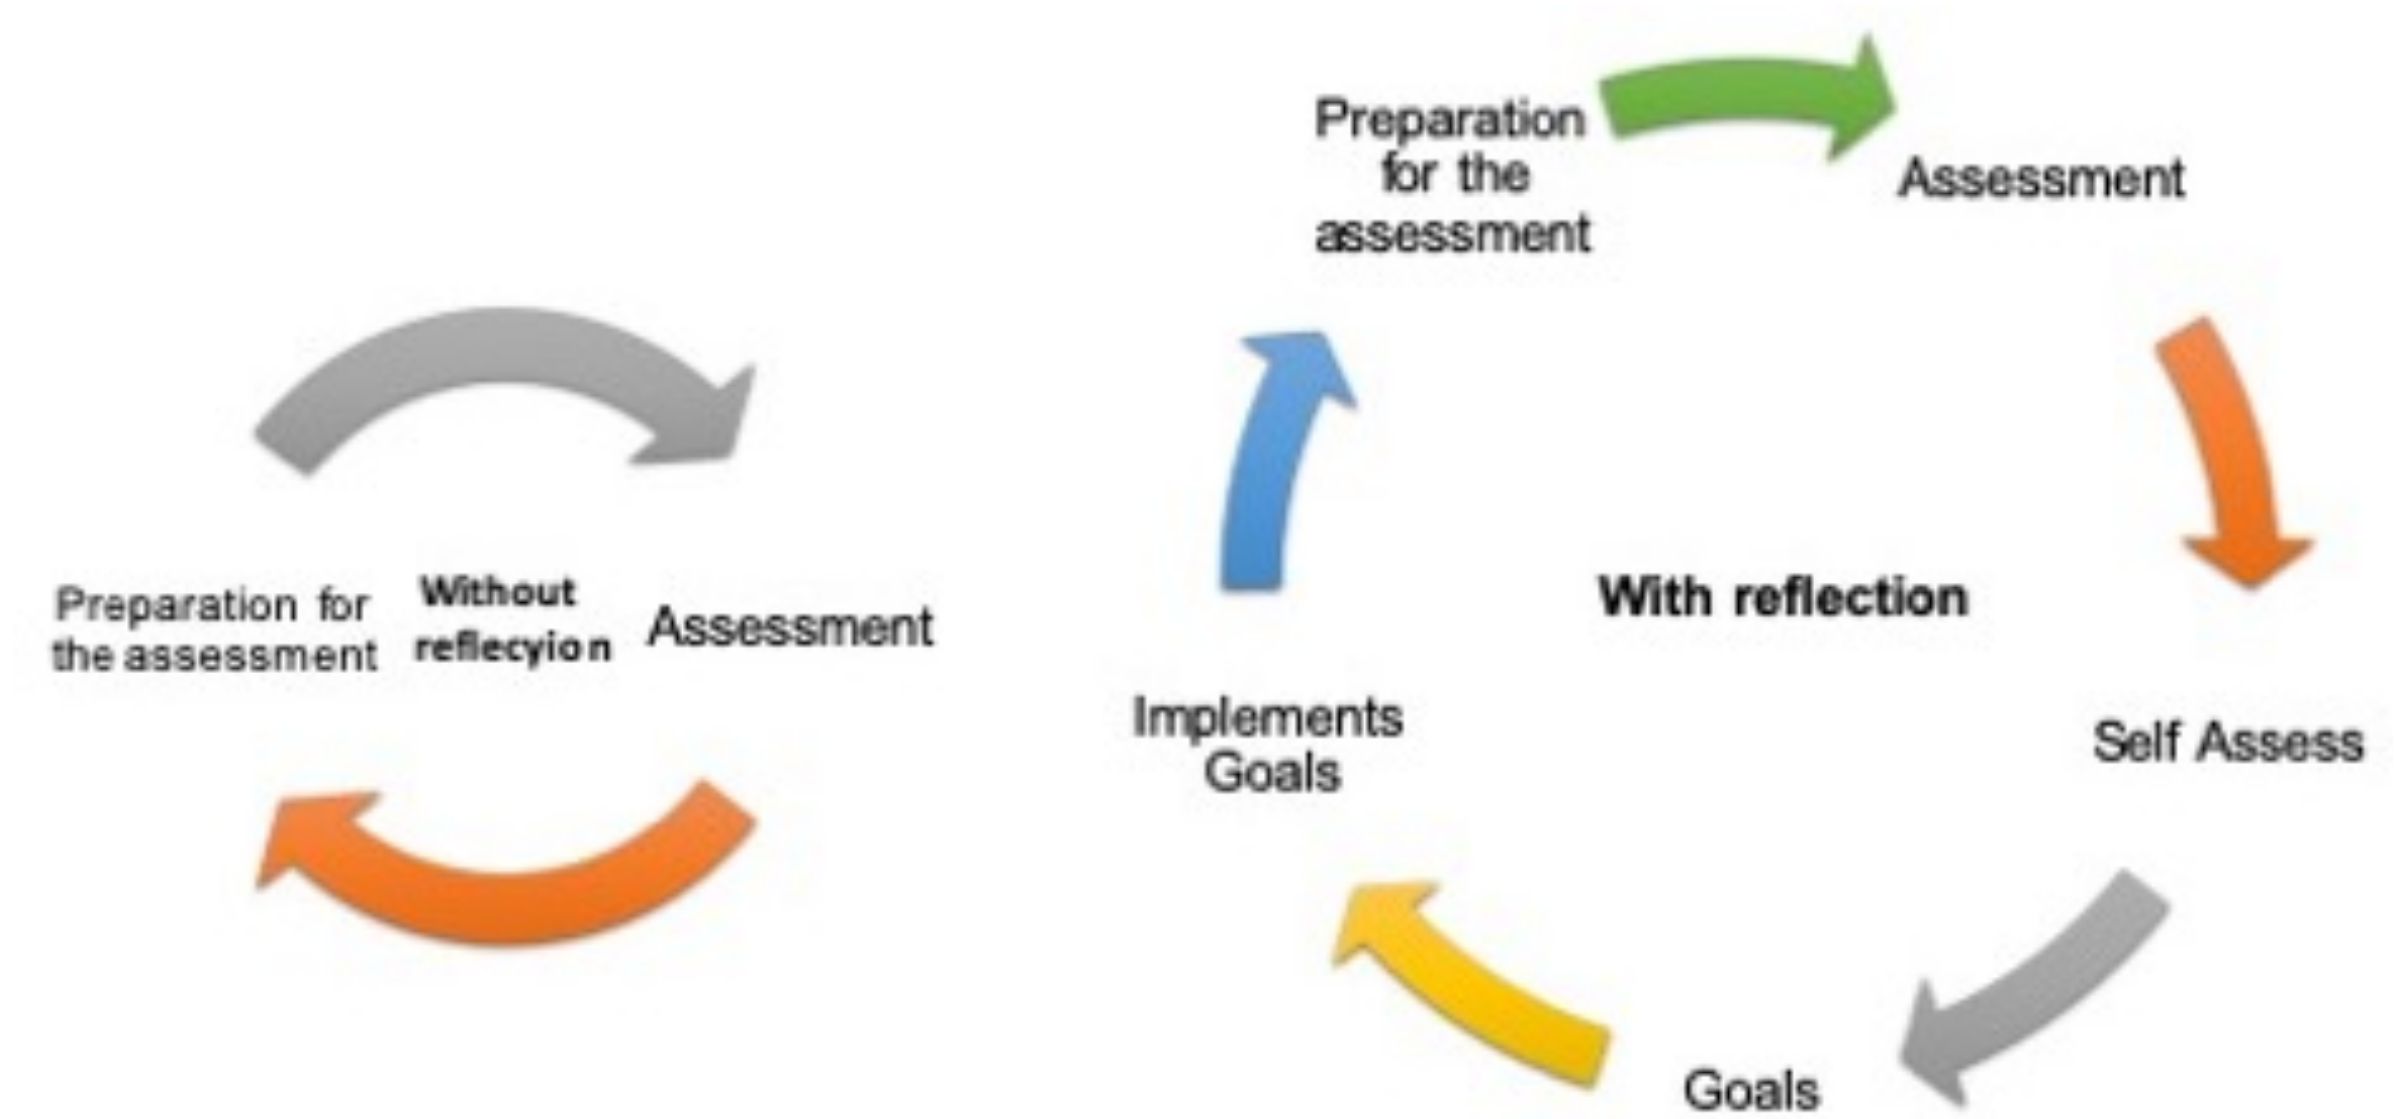 Preparation for
the assessment
Without
reflecyion
Assessment
Preparation
for the
assessment
Assessment
With reflection
Implements
Goals
Self Assess
Goals